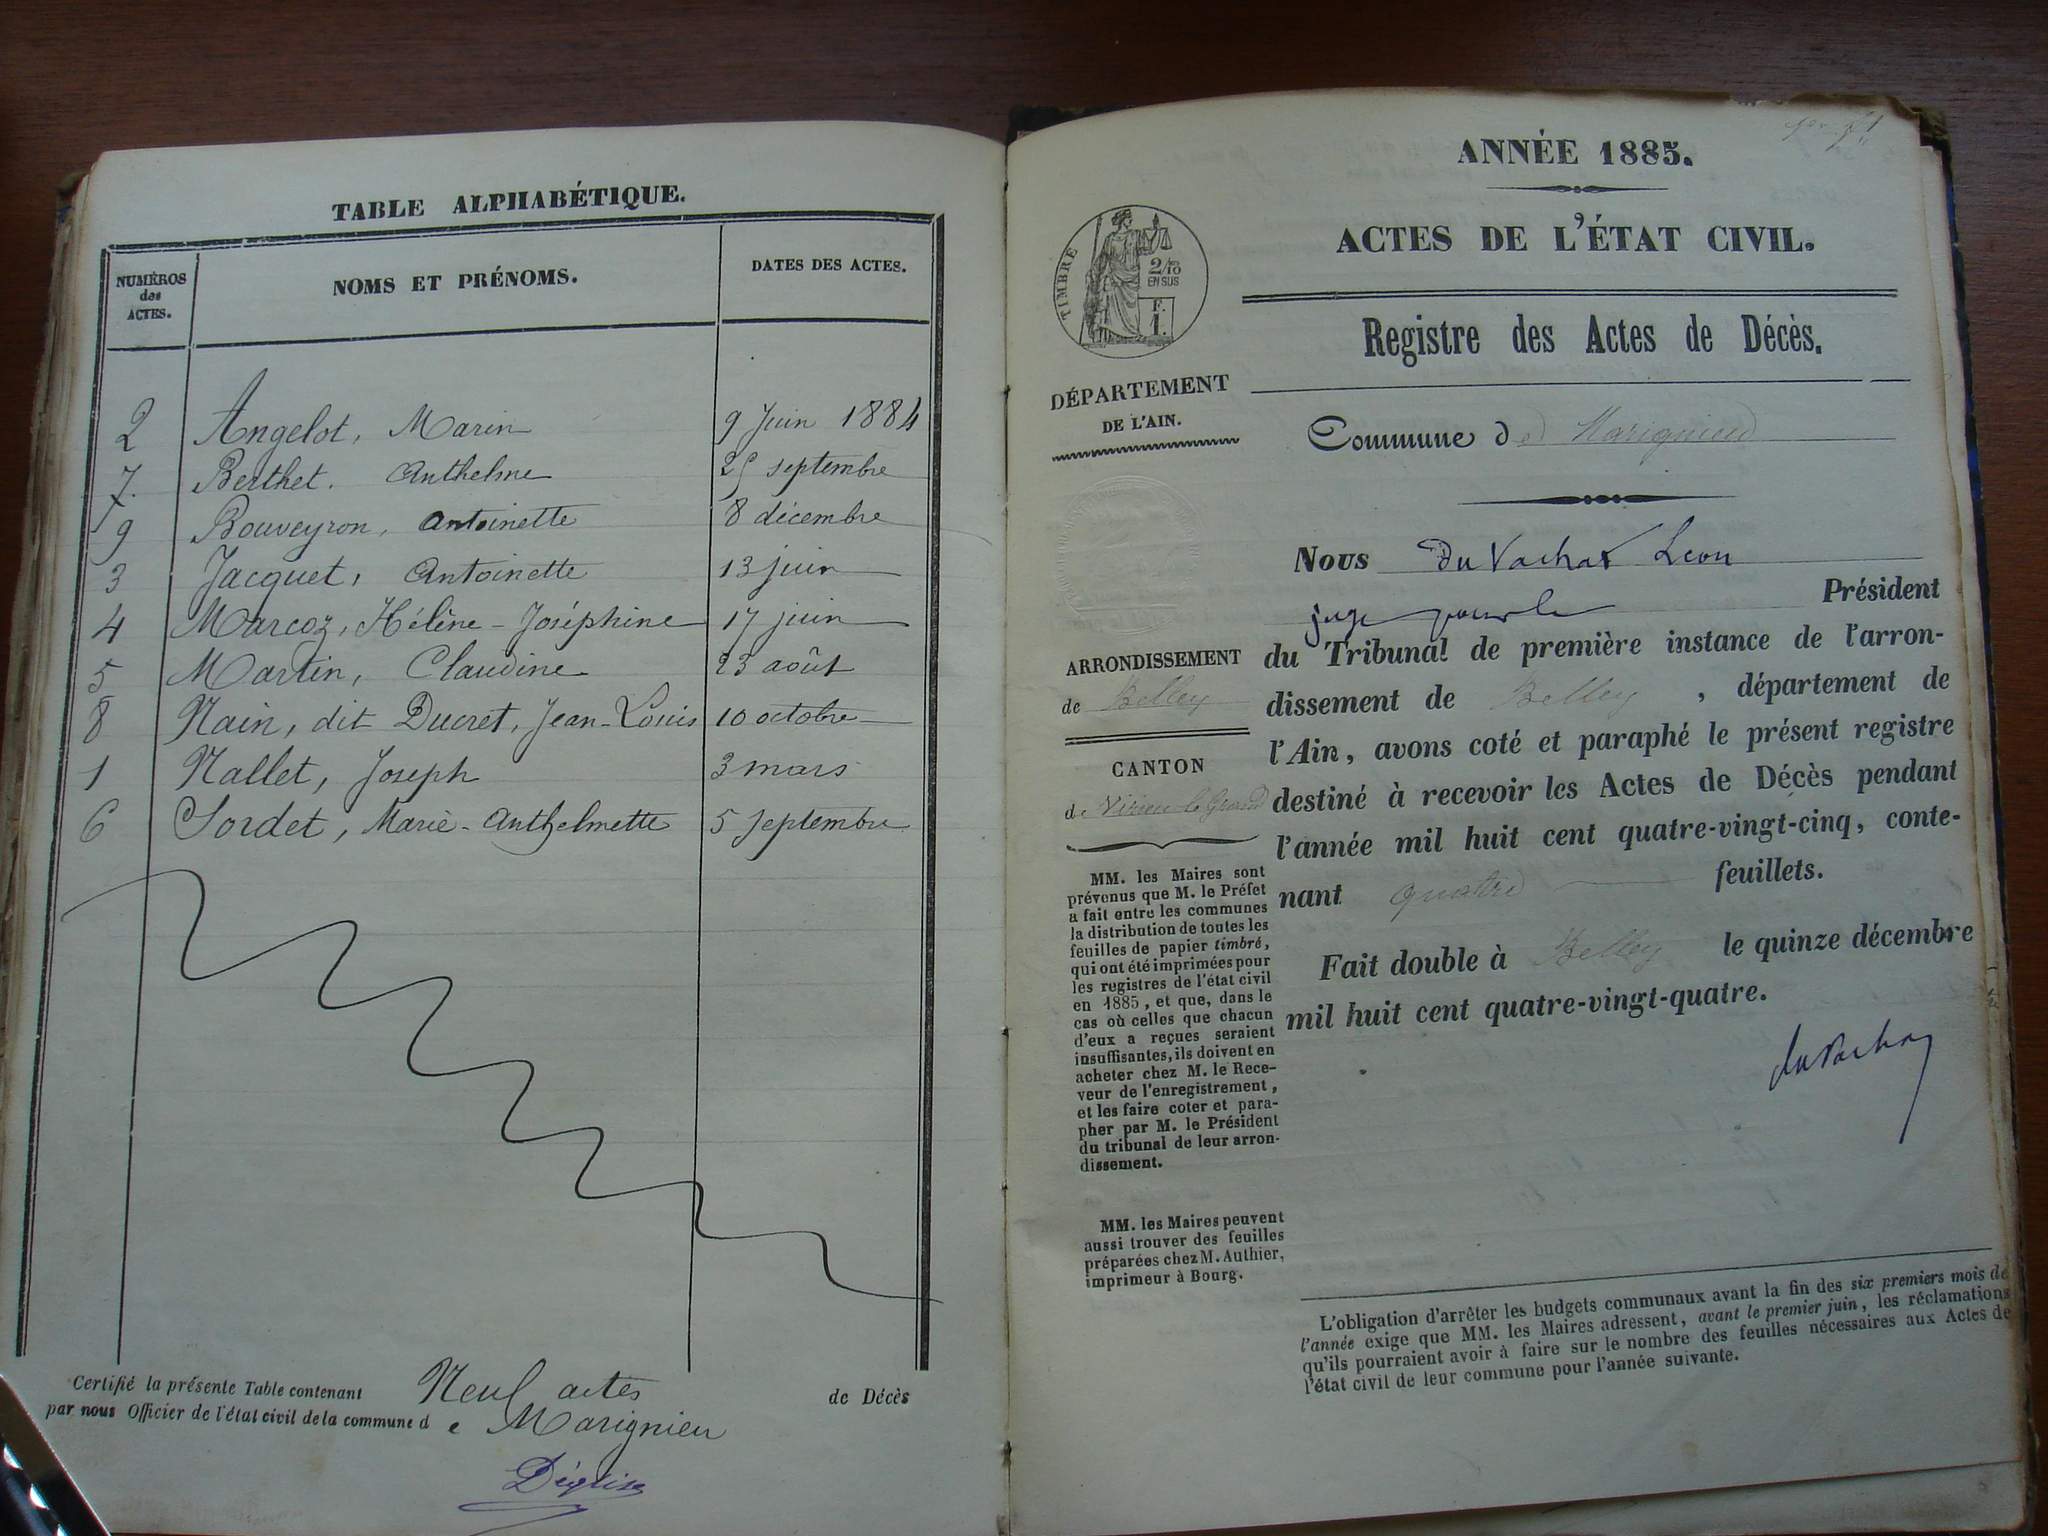 TABLE ALPHABÉTIQUE.
NUMÉROS des ACTES.
NOMS ET PRÉNOMS.
DATES DES ACTES.
2 Angelot, Marin 9 Juin 1884
7. Berthet. Anthelme 25 septembre
9 Bouveyron, Antoinette 8 décembre
3 Jacquet, Antoinette 13 juin
4 Marcoz, Hélène-Joséphine 17 juin
5 Martin, Claudine 23 août
8 Nain, dit Ducret, Jean-Louis 10 octobre
1 Nallet, Joseph 3 mars
6 Sordet, Marie-Anthelmette 5 Septembre
Certifié la présente Table contenant Neuf actes de Décès
par nous Officier de l'état civil de la commune de Marignieu
ANNÉE 1885.
ACTES DE L'ÉTAT CIVIL.
TIMBRE
2/10
EN SUS
F.
1.
Registre des Actes de Décès.
DÉPARTEMENT
DE L'AIN.
Commune de Marignieu
Nous Du Vachat Léon
juge pour le Président
du Tribunal de première instance de l'arron-
dissement de Belley, département de
l'Ain, avons coté et paraphé le présent registre
destiné à recevoir les Actes de Décès pendant
l'année mil huit cent quatre-vingt-cinq, conte-
nant quatre feuillets.
Fait double à Belley le quinze décembre
mil huit cent quatre-vingt-quatre.
duVachat
ARRONDISSEMENT
de Belley
CANTON
de Virieu-le-Grand
MM. les Maires sont
prévenus que M. le Préfet
a fait entre les communes
la distribution de toutes les
feuilles de papier timbré,
qui ont été imprimées pour
les registres de l'état civil
en 1885, et que, dans le
cas où celles que chacun
d'eux a reçues seraient
insuffisantes, ils doivent en
acheter chez M. le Rece-
veur de l'enregistrement,
et les faire coter et para-
pher par M. le Président
du tribunal de leur arron-
dissement.
MM. les Maires peuvent
aussi trouver des feuilles
préparées chez M. Authier,
imprimeur à Bourg.
L'obligation d'arrêter les budgets communaux avant la fin des six premiers mois de
l'année exige que MM. les Maires adressent, avant le premier juin, les réclamations
qu'ils pourraient avoir à faire sur le nombre des feuilles nécessaires aux Actes de
l'état civil de leur commune pour l'année suivante.